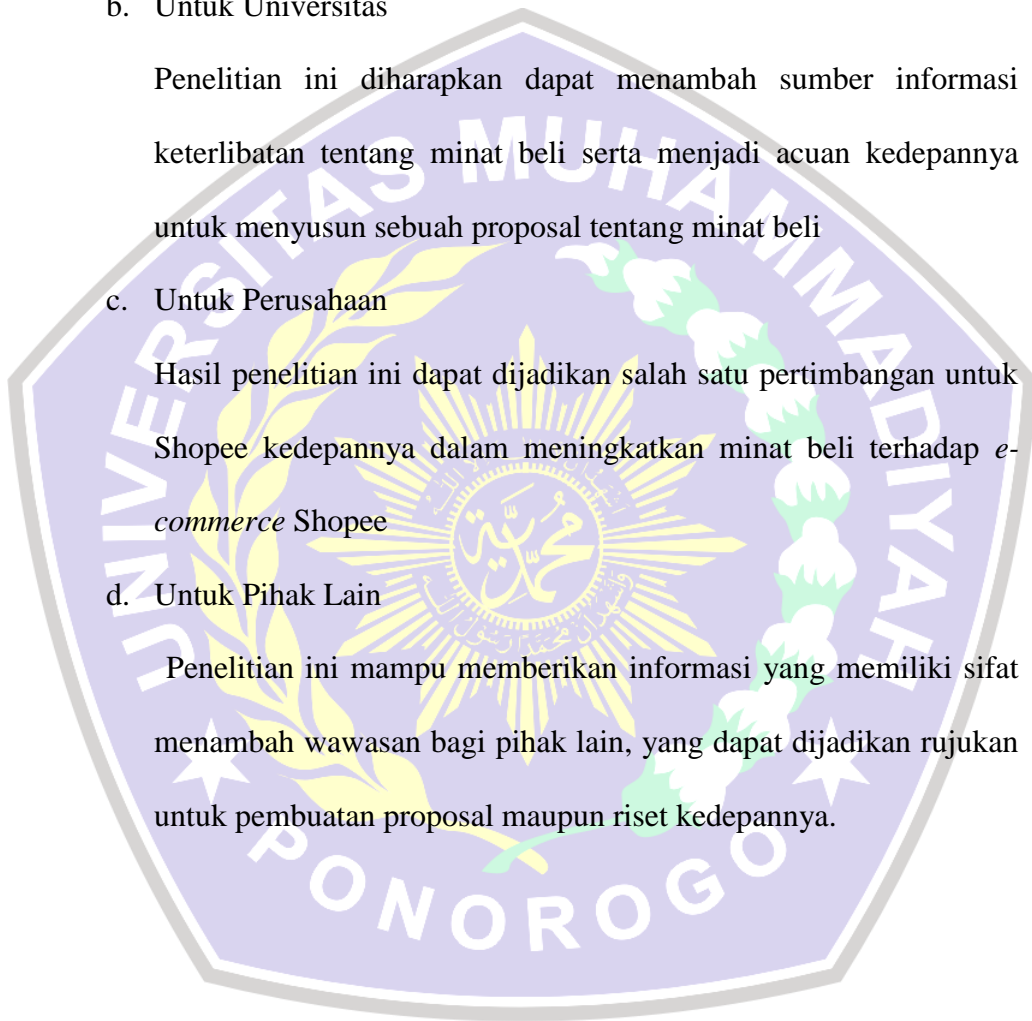 b. Untuk Universitas
Penelitian ini diharapkan dapat menambah sumber informasi
keterlibatan tentang minat beli serta menjadi acuan kedepannya
untuk menyusun sebuah proposal tentang minat beli
c. Untuk Perusahaan
Hasil penelitian ini dapat dijadikan salah satu pertimbangan untuk
Shopee kedepannya dalam meningkatkan minat beli terhadap e-
commerce Shopee
d. Untuk Pihak Lain
Penelitian ini mampu memberikan informasi yang memiliki sifat
menambah wawasan bagi pihak lain, yang dapat dijadikan rujukan
untuk pembuatan proposal maupun riset kedepannya.
UNIVERSITAS MUHAMMADIYAH
PONOROGO